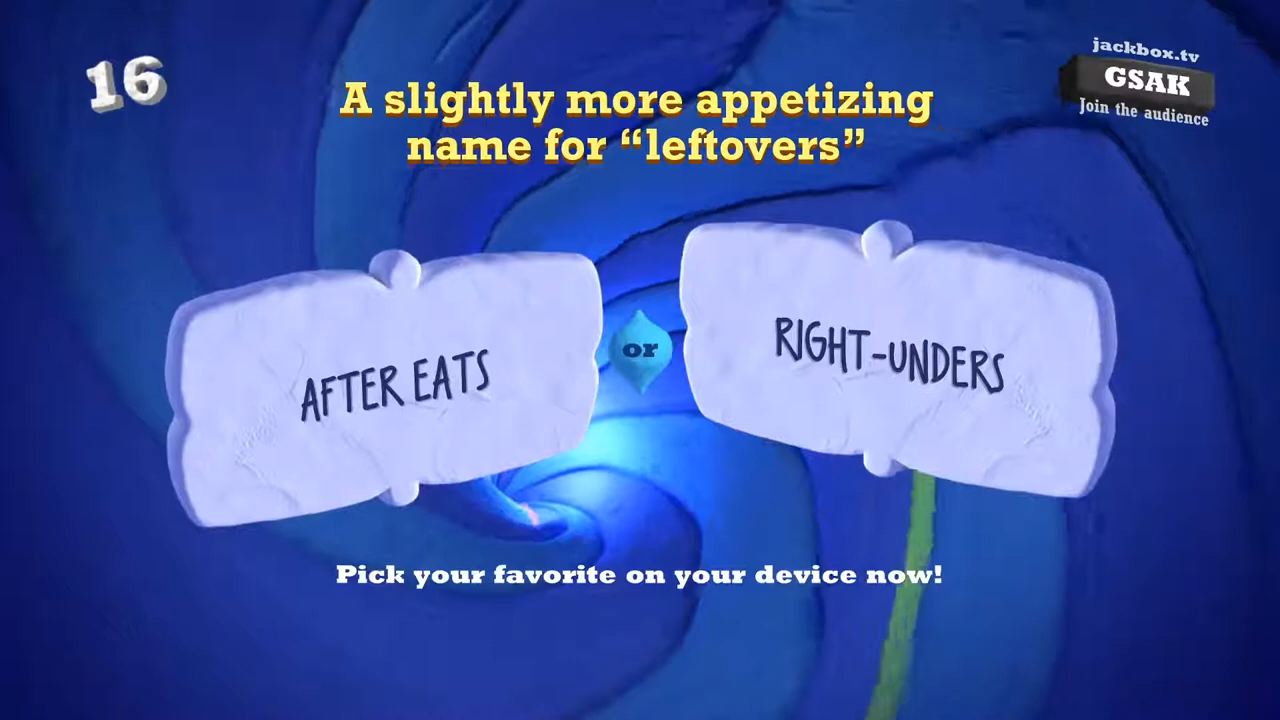 16
jackbox.tv
GSAK
Join the audience
A slightly more appetizing
name for “leftovers”
AFTER EATS
or
RIGHT-UNDERS
Pick your favorite on your device now!